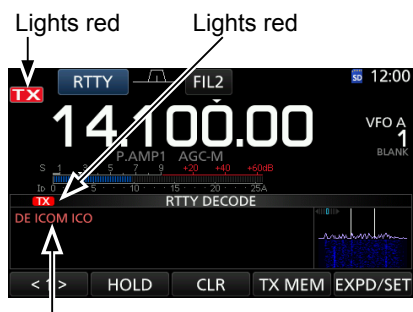 Lights red Lights red
RTTY FIL2 SD 12:00
TX
14.100.00 VFO A
1
P.AMP1 AGC-M BLANK
S 1 3 5 7 9 +20 +40 +60dB
ID 0 5 10 15 20 25A
TX RTTY DECODE
DE ICOM ICO
< 1 > HOLD CLR TX MEM EXPD/SET